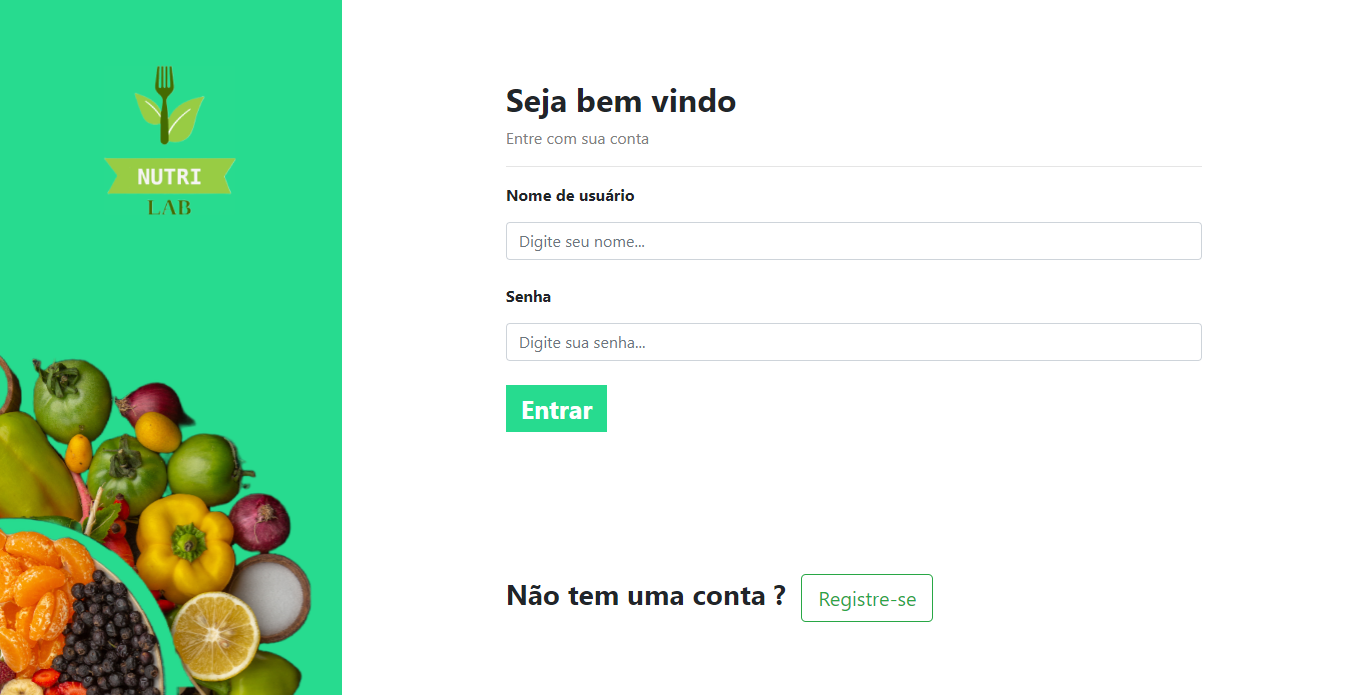 NUTRI
LAB
Seja bem vindo
Entre com sua conta
Nome de usuário
Digite seu nome...
Senha
Digite sua senha...
Entrar
Não tem uma conta ? Registre-se